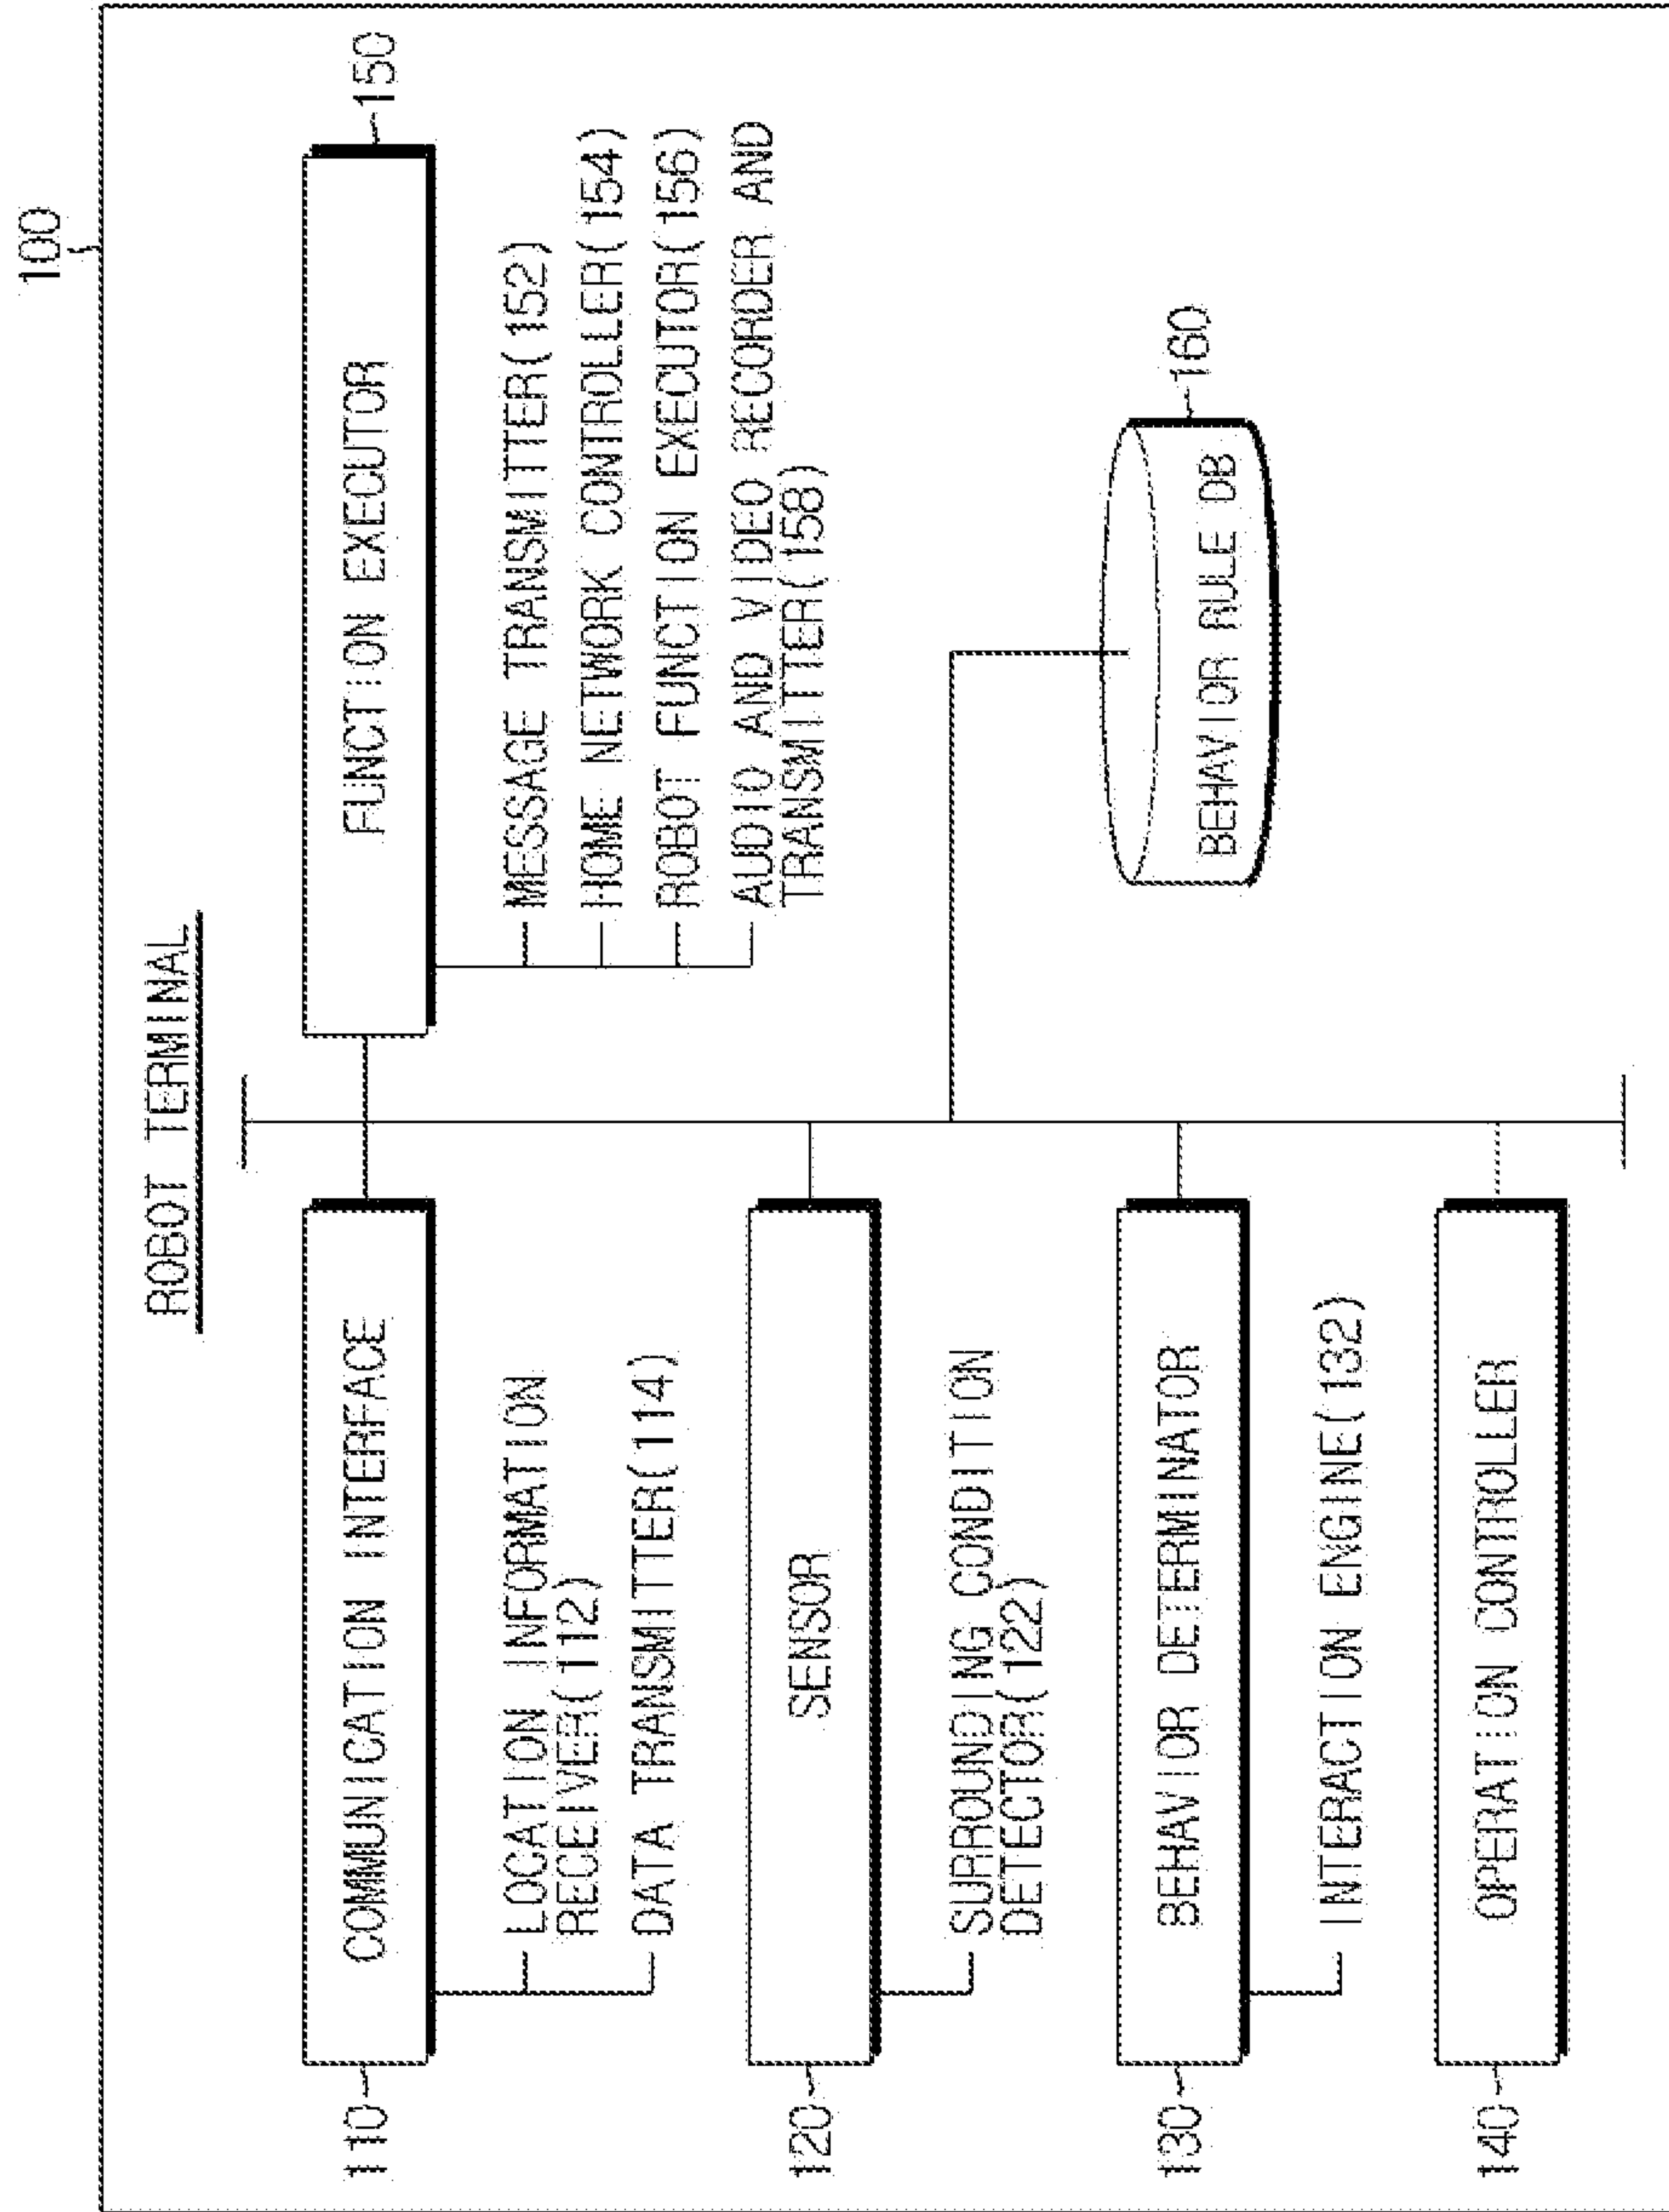 100
ROBOT TERMINAL
110
COMMUNICATION INTERFACE
LOCATION INFORMATION
RECEIVER(112)
DATA TRANSMITTER(114)
120
SENSOR
SURROUNDING CONDITION
DETECTOR(122)
130
BEHAVIOR DETERMINATOR
INTERACTION ENGINE(132)
140
OPERATION CONTROLLER
FUNCTION EXECUTOR
150
MESSAGE TRANSMITTER(152)
HOME NETWORK CONTROLLER(154)
ROBOT FUNCTION EXECUTOR(156)
AUDIO AND VIDEO RECORDER AND
TRANSMITTER(158)
BEHAVIOR RULE DB
160